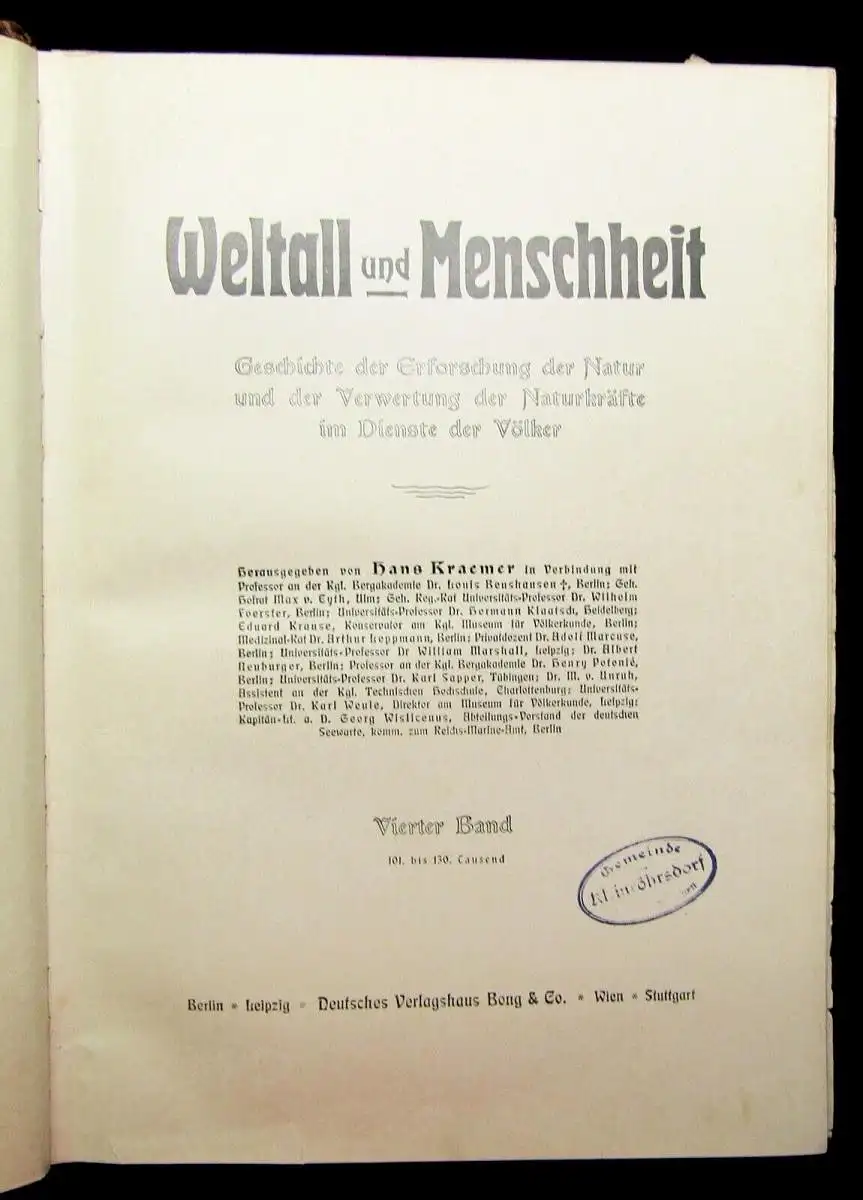 Weltall und Menschheit
Geschichte der Erforschung der Natur
und der Verwertung der Naturkräfte
im Dienste der Völker
Herausgegeben von Hans Kraemer in Verbindung mit
Professor an der Kgl. Bergakademie Dr. Louis Beushausen †, Berlin; Geh.
Hofrat Max v. Eyth, Ulm; Geh. Reg.-Rat Universitäts-Professor Dr. Wilhelm
Foerster, Berlin; Universitäts-Professor Dr. Hermann Klaatsch, Heidelberg;
Eduard Krause, Konservator am Kgl. Museum für Völkerkunde, Berlin;
Medizinal-Rat Dr. Arthur Leppmann, Berlin; Privatdozent Dr. Adolf Marcuse,
Berlin; Universitäts-Professor Dr William Marshall, Leipzig; Dr. Albert
Neuburger, Berlin; Professor an der Kgl. Bergakademie Dr. Henry Potonié,
Berlin; Universitäts-Professor Dr. Karl Sapper, Tübingen; Dr. M. v. Unruh,
Assistent an der Kgl. Technischen Hochschule, Charlottenburg; Universitäts-
Professor Dr. Karl Weule, Direktor am Museum für Völkerkunde, Leipzig;
Kapitän-Lt. a. D. Georg Wislicenus, Abteilungs-Vorstand der deutschen
Seewarte, komm. zum Reichs-Marine-Amt, Berlin
Vierter Band
101. bis 130. Tausend
Gemeinde
Berlin * Leipzig * Deutsches Verlagshaus Bong & Co. * Wien * Stuttgart